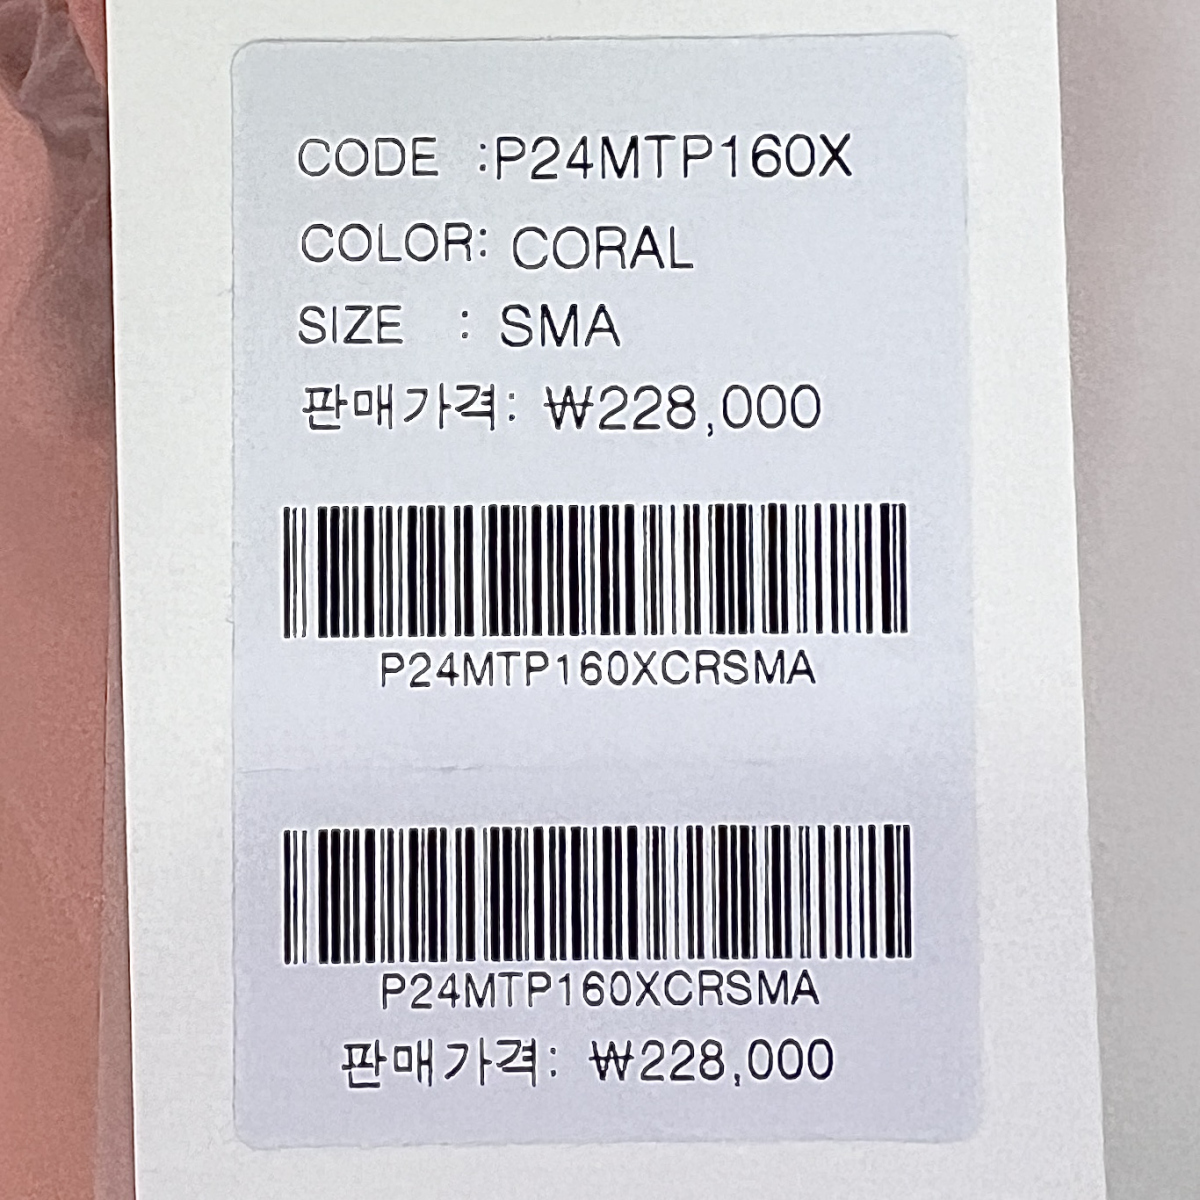 CODE :P24MTP160X
COLOR: CORAL
SIZE : SMA
판매가격: ₩228,000
P24MTP160XCRSMA
P24MTP160XCRSMA
판매가격: ₩228,000